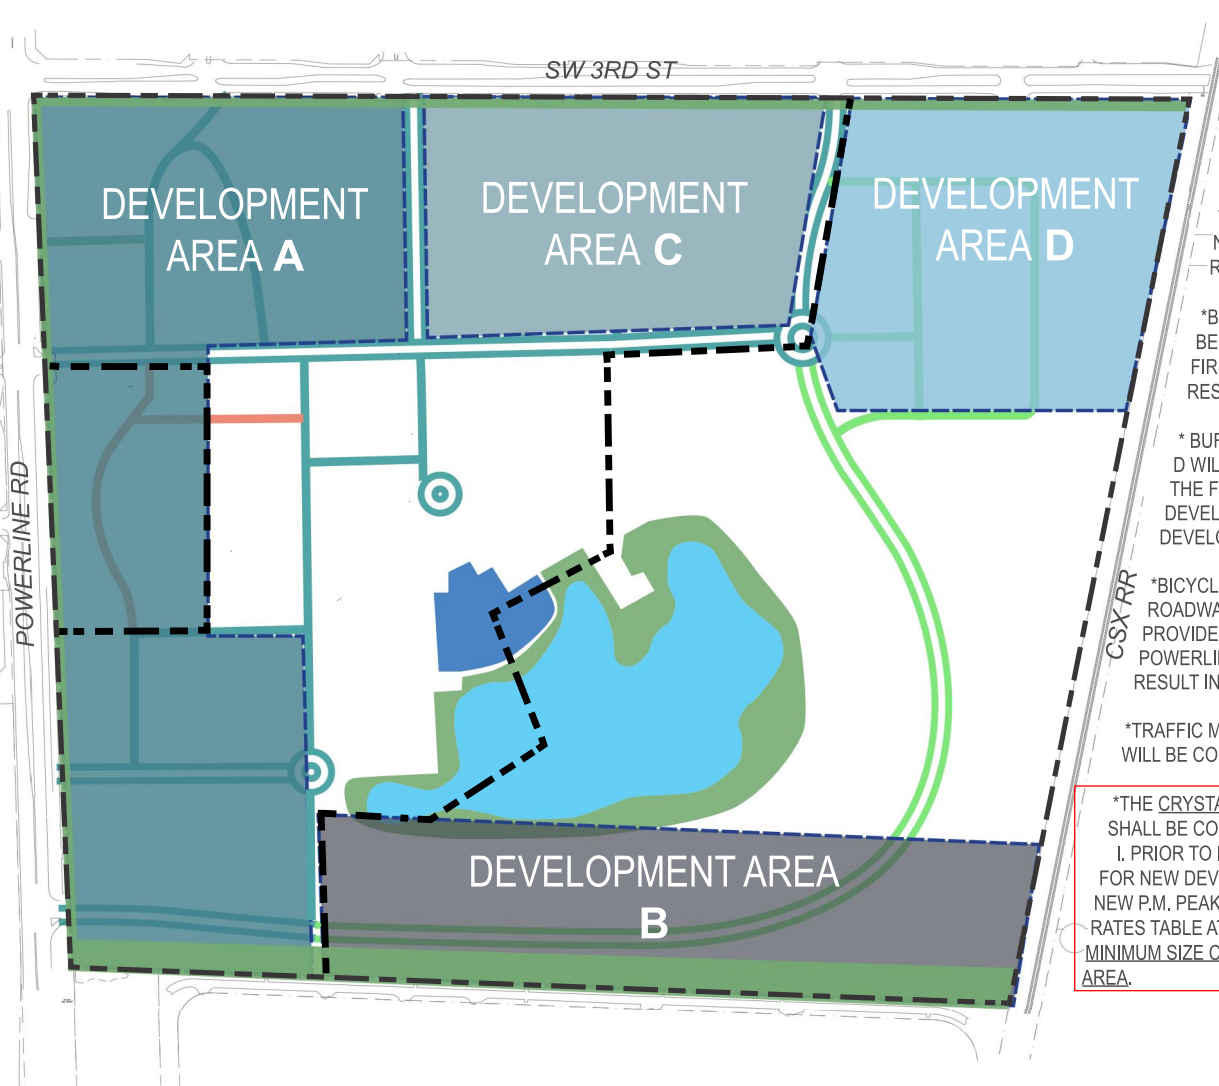 SW 3RD ST
DEVELOPMENT
AREA A
DEVELOPMENT
AREA C
DEVELOPMENT
AREA D
POWERLINE RD
CSX RR
DEVELOPMENT AREA
B
N
R
*B
BE
FIR
RES
* BUF
D WIL
THE F
DEVEL
DEVELO
*BICYCL
ROADWA
PROVIDE
POWERLI
RESULT IN
*TRAFFIC M
WILL BE CO
*THE CRYSTA
SHALL BE CO
I. PRIOR TO
FOR NEW DEV
NEW P.M. PEAK
RATES TABLE AT
MINIMUM SIZE O
AREA.